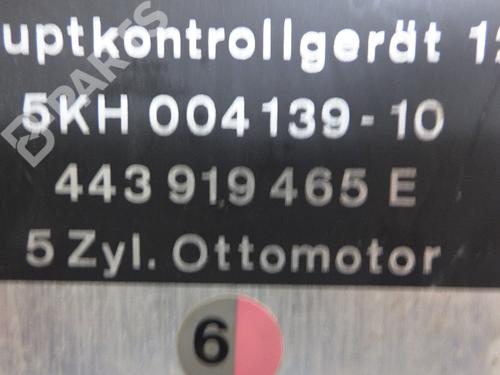 uptkontrollgerät 12
5KH 004139-10
443 919 465 E
5 Zyl. Ottomotor
6
B PARTS